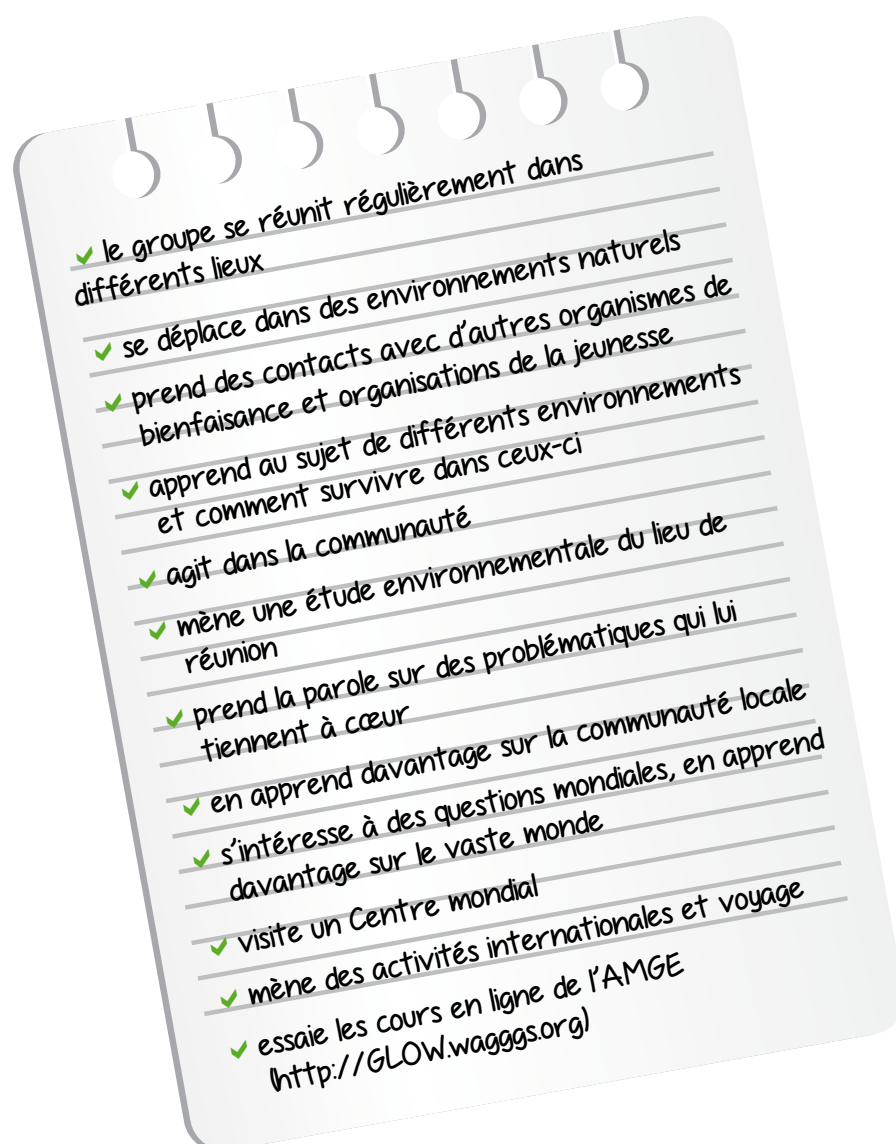 le groupe se réunit régulièrement dans
différents lieux
se déplace dans des environnements naturels
prend des contacts avec d'autres organismes de
bienfaisance et organisations de la jeunesse
apprend au sujet de différents environnements
et comment survivre dans ceux-ci
agit dans la communauté
mène une étude environnementale du lieu de
réunion
prend la parole sur des problématiques qui lui
tiennent à cœur
en apprend davantage sur la communauté locale
s'intéresse à des questions mondiales, en apprend
davantage sur le vaste monde
visite un Centre mondial
mène des activités internationales et voyage
essaie les cours en ligne de l'AMGE
(http://GLOW.wagggs.org)